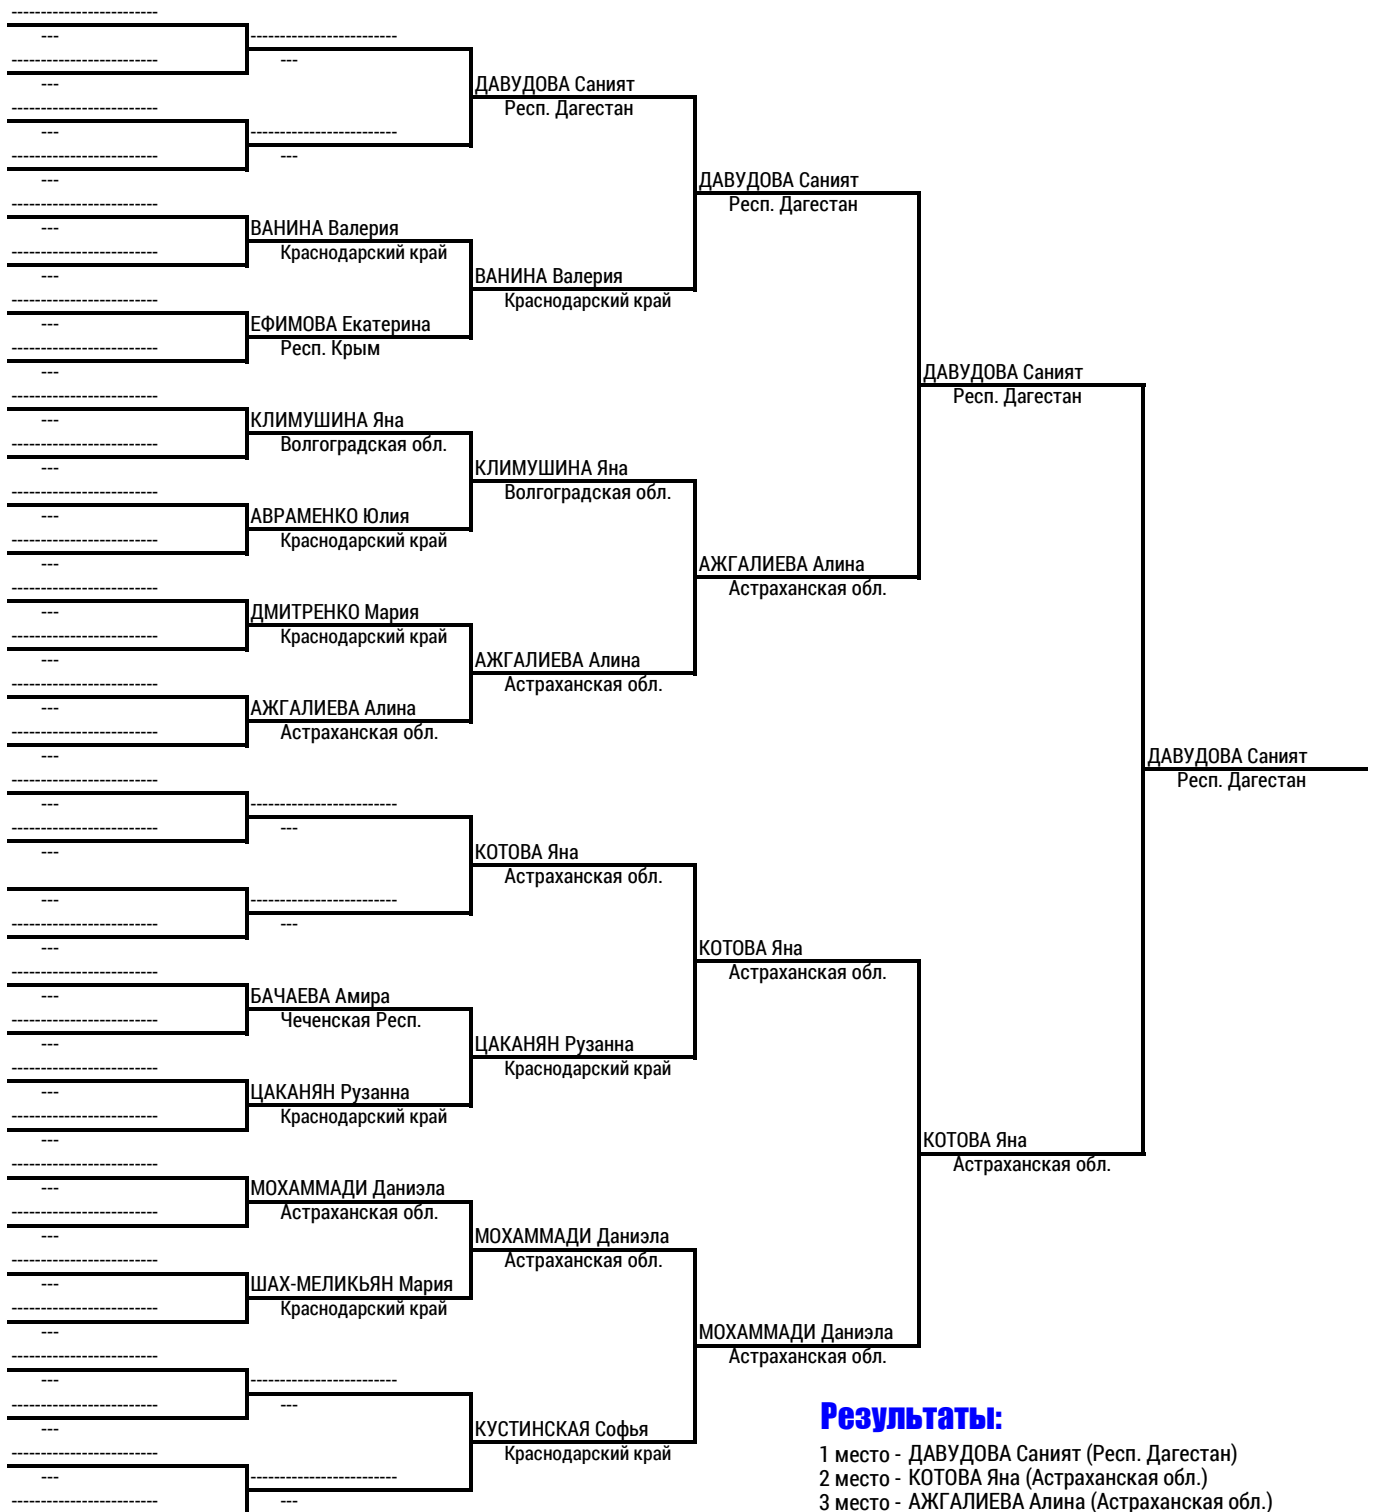 ДАВУДОВА Саният
Респ. Дагестан
ДАВУДОВА Саният
Респ. Дагестан
ВАНИНА Валерия
Краснодарский край
ВАНИНА Валерия
Краснодарский край
ЕФИМОВА Екатерина
Респ. Крым
ДАВУДОВА Саният
Респ. Дагестан
КЛИМУШИНА Яна
Волгоградская обл.
КЛИМУШИНА Яна
Волгоградская обл.
АВРАМЕНКО Юлия
Краснодарский край
АЖГАЛИЕВА Алина
Астраханская обл.
ДМИТРЕНКО Мария
Краснодарский край
АЖГАЛИЕВА Алина
Астраханская обл.
АЖГАЛИЕВА Алина
Астраханская обл.
ДАВУДОВА Саният
Респ. Дагестан
КОТОВА Яна
Астраханская обл.
КОТОВА Яна
Астраханская обл.
БАЧАЕВА Амира
Чеченская Респ.
ЦАКАНЯН Рузанна
Краснодарский край
ЦАКАНЯН Рузанна
Краснодарский край
КОТОВА Яна
Астраханская обл.
МОХАММАДИ Даниэла
Астраханская обл.
МОХАММАДИ Даниэла
Астраханская обл.
ШАХ-МЕЛИКЬЯН Мария
Краснодарский край
МОХАММАДИ Даниэла
Астраханская обл.
КУСТИНСКАЯ Софья
Краснодарский край
Результаты:
1 место - ДАВУДОВА Саният (Респ. Дагестан)
2 место - КОТОВА Яна (Астраханская обл.)
3 место - АЖГАЛИЕВА Алина (Астраханская обл.)